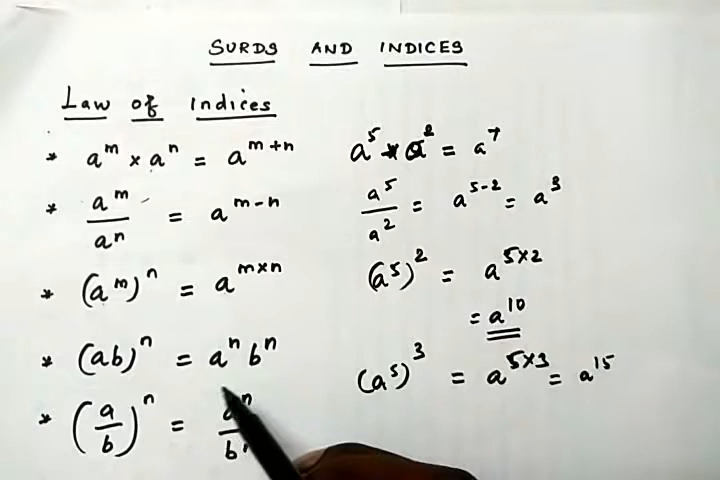 SURDS AND INDICES
Law of Indices
* a^m × a^n = a^(m+n)
a^5 × a^2 = a^7
* a^m / a^n = a^(m-n)
a^5 / a^2 = a^(5-2) = a^3
* (a^m)^n = a^(m×n)
(a^5)^2 = a^(5×2)
= a^10
* (ab)^n = a^n b^n
(a^5)^3 = a^(5×3) = a^15
* (a/b)^n = a^n / b^n